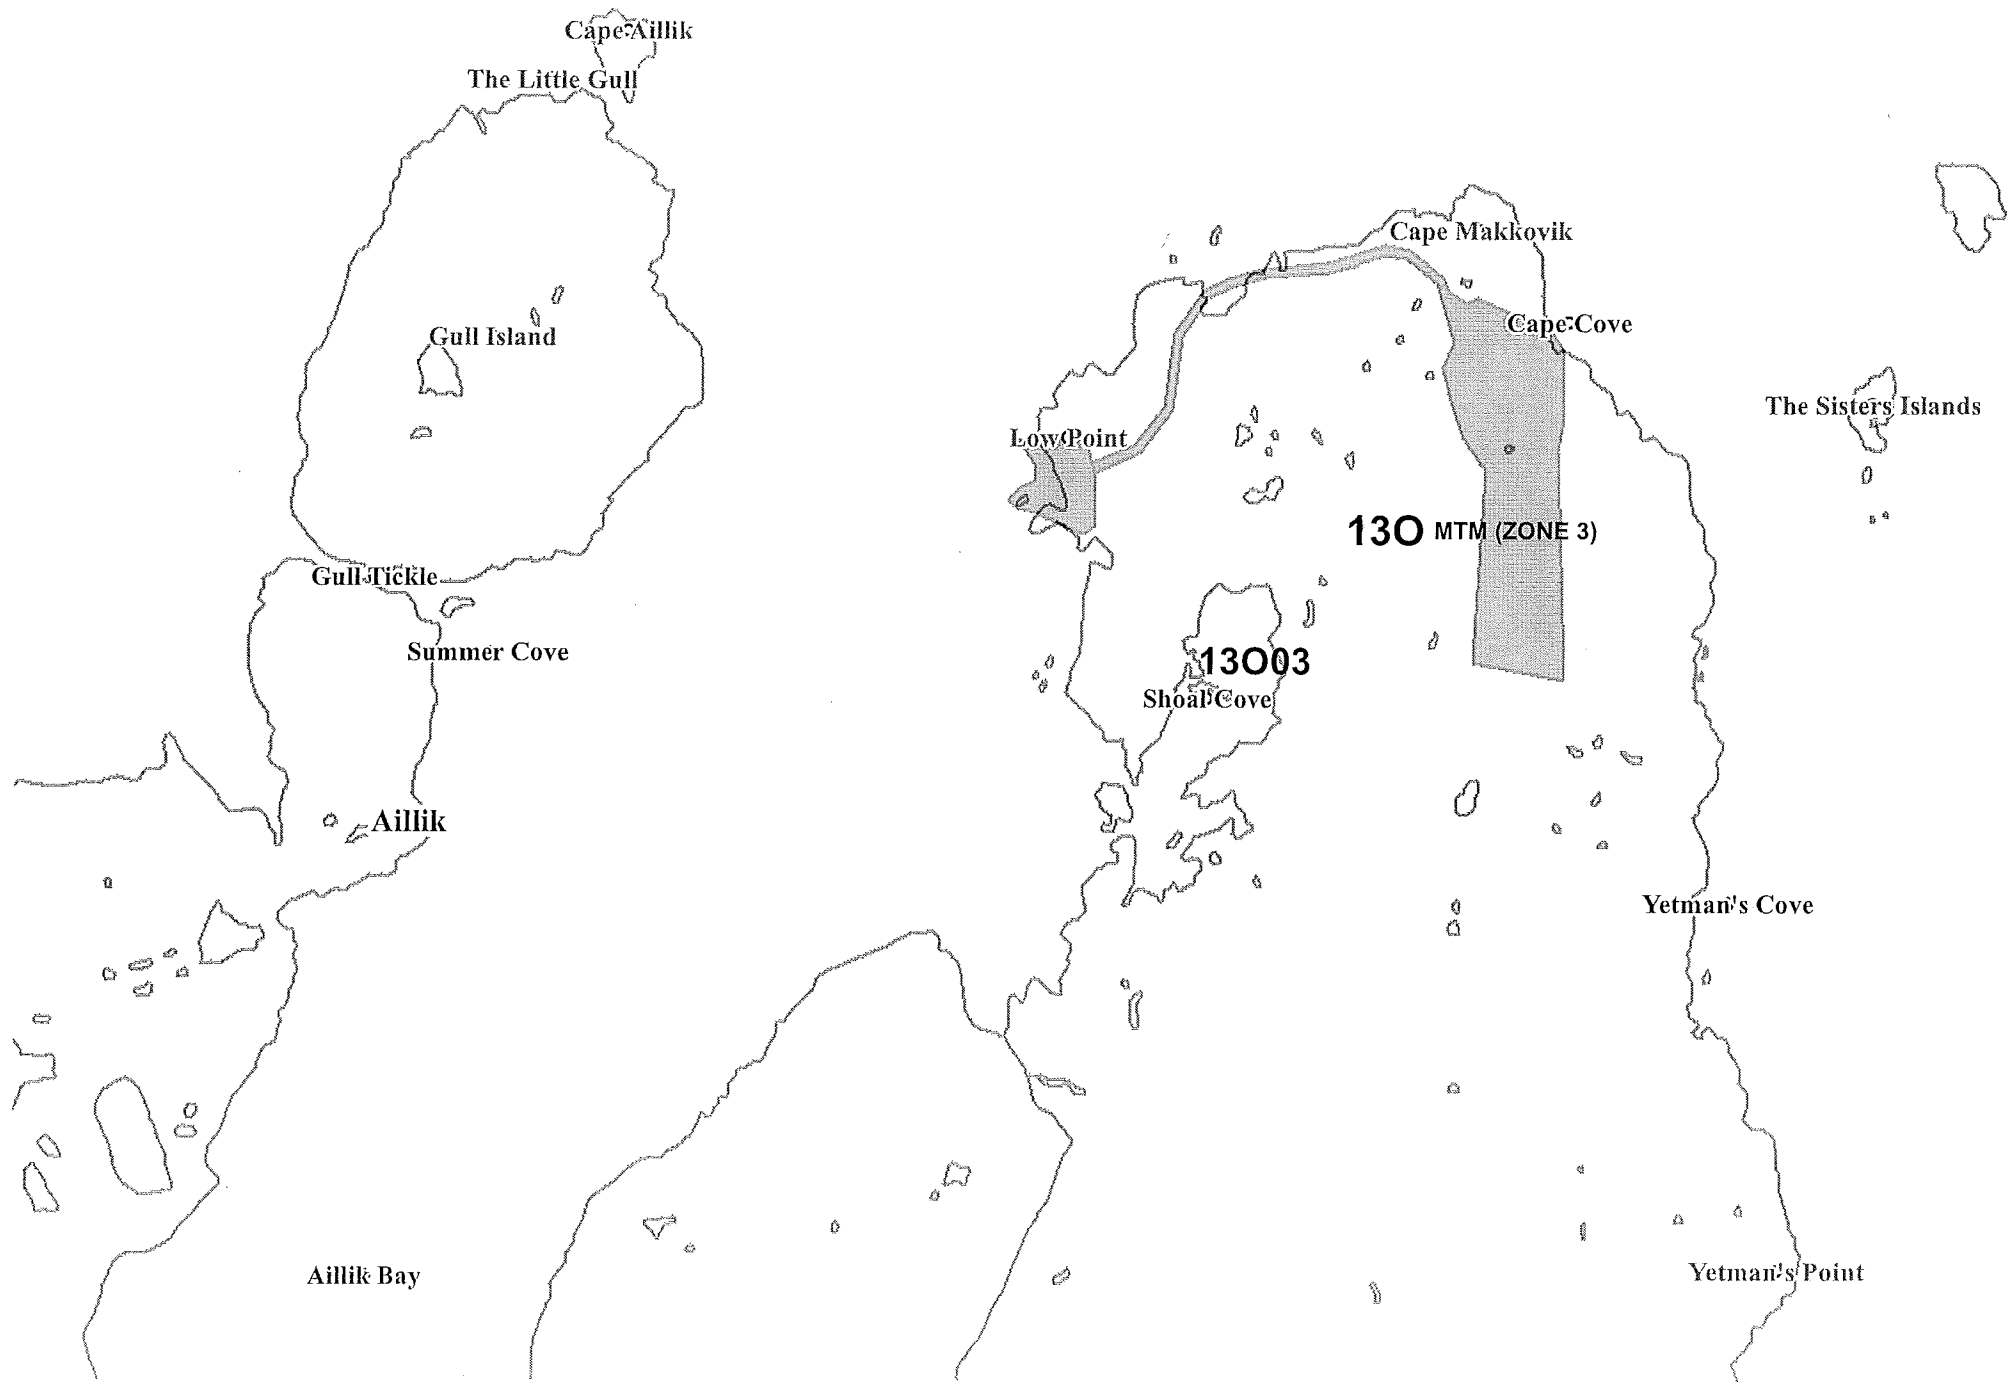 Cape Aillik
The Little Gull
Cape Makkovik
Cape Cove
Gull Island
The Sisters Islands
Low Point
13O MTM (ZONE 3)
Gull Tickle
Summer Cove
13O03
Shoal Cove
Aillik
Yetman's Cove
Aillik Bay
Yetman's Point